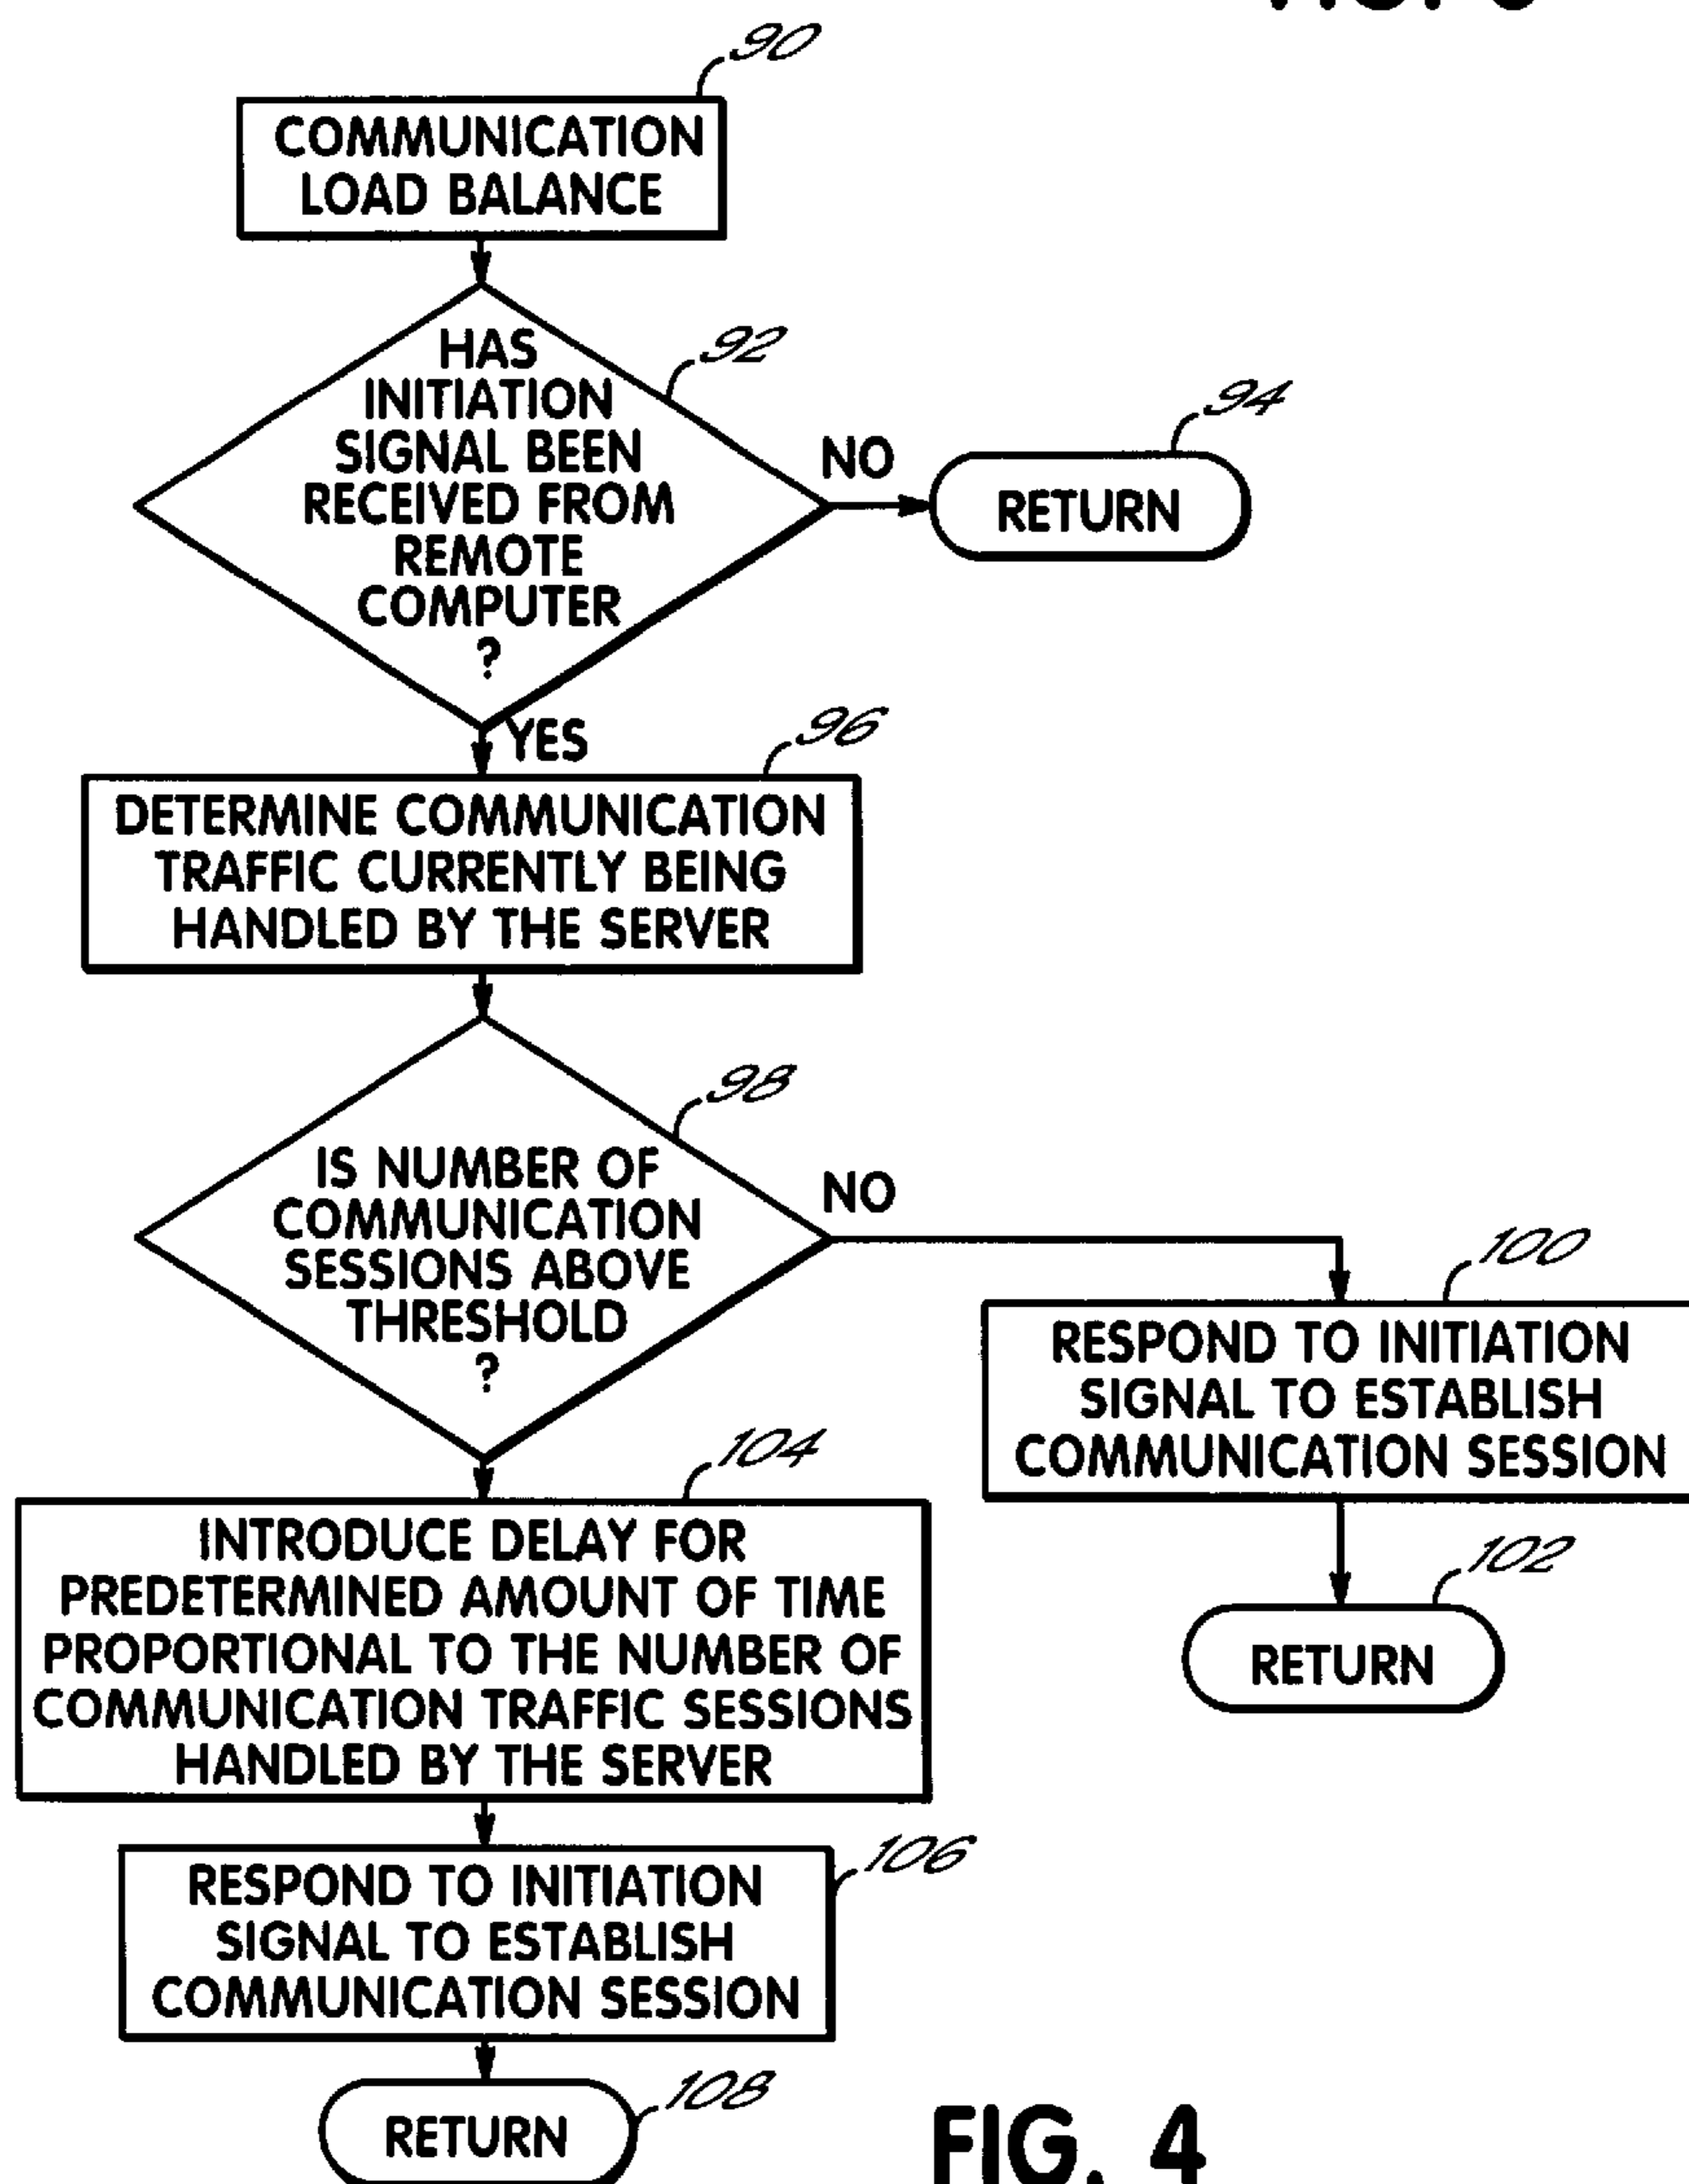 90
COMMUNICATION
LOAD BALANCE
HAS
INITIATION
SIGNAL BEEN
RECEIVED FROM
REMOTE
COMPUTER
?
92
NO
94
RETURN
YES
96
DETERMINE COMMUNICATION
TRAFFIC CURRENTLY BEING
HANDLED BY THE SERVER
98
IS NUMBER OF
COMMUNICATION
SESSIONS ABOVE
THRESHOLD
?
NO
100
RESPOND TO INITIATION
SIGNAL TO ESTABLISH
COMMUNICATION SESSION
102
RETURN
104
INTRODUCE DELAY FOR
PREDETERMINED AMOUNT OF TIME
PROPORTIONAL TO THE NUMBER OF
COMMUNICATION TRAFFIC SESSIONS
HANDLED BY THE SERVER
106
RESPOND TO INITIATION
SIGNAL TO ESTABLISH
COMMUNICATION SESSION
108
RETURN
FIG. 4